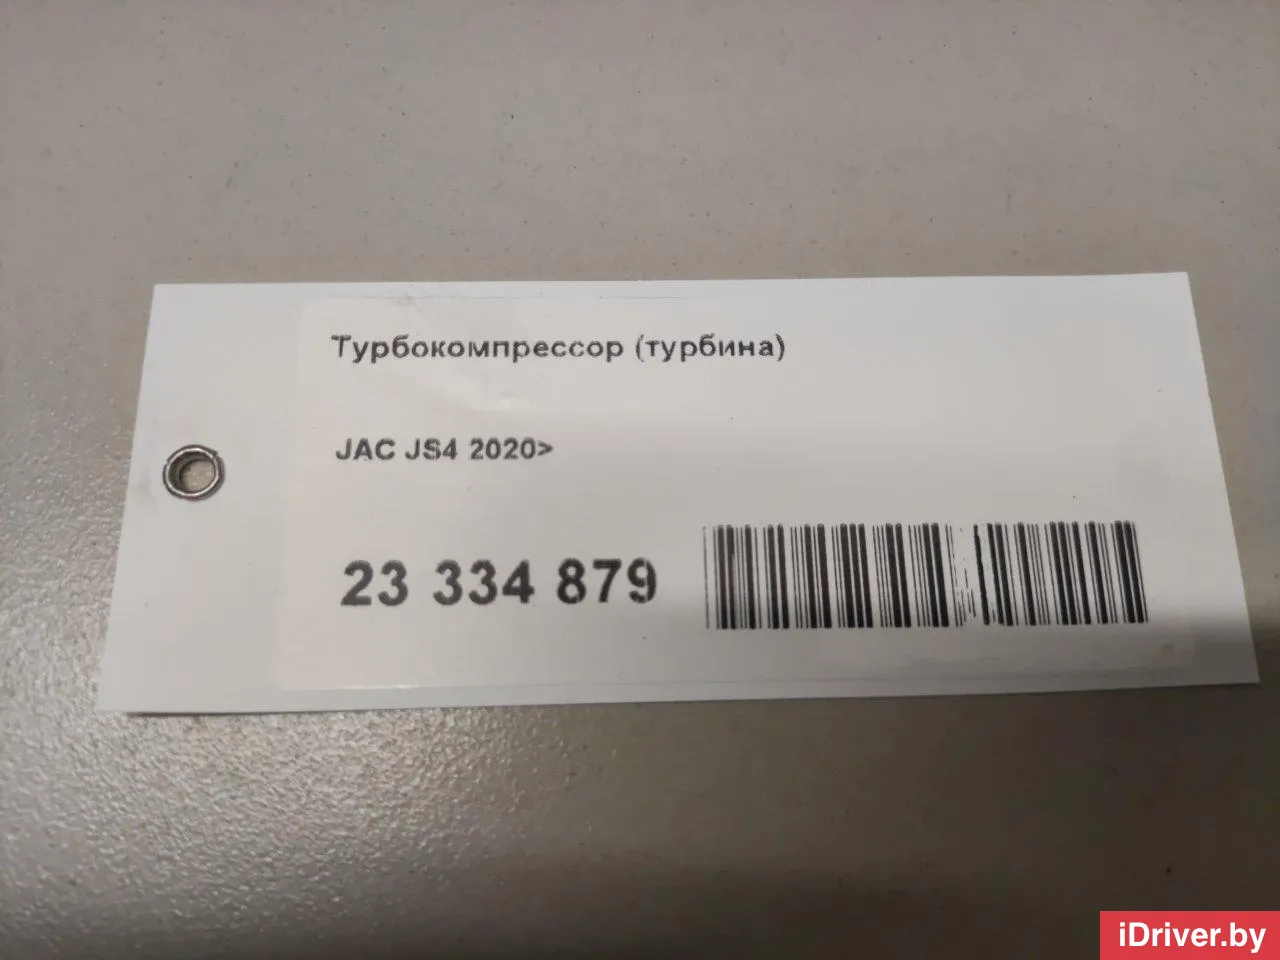 Турбокомпрессор (турбина)
JAC JS4 2020>
23 334 879
iDriver.by